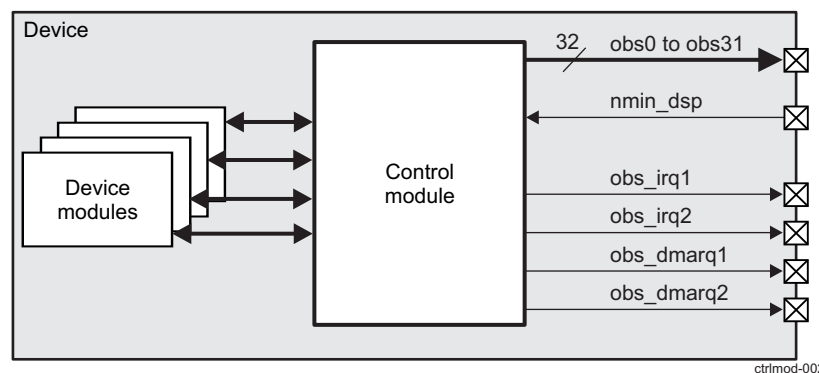 Device
32 obs0 to obs31
nmin_dsp
Control
module
Device
modules
obs_irq1
obs_irq2
obs_dmarq1
obs_dmarq2